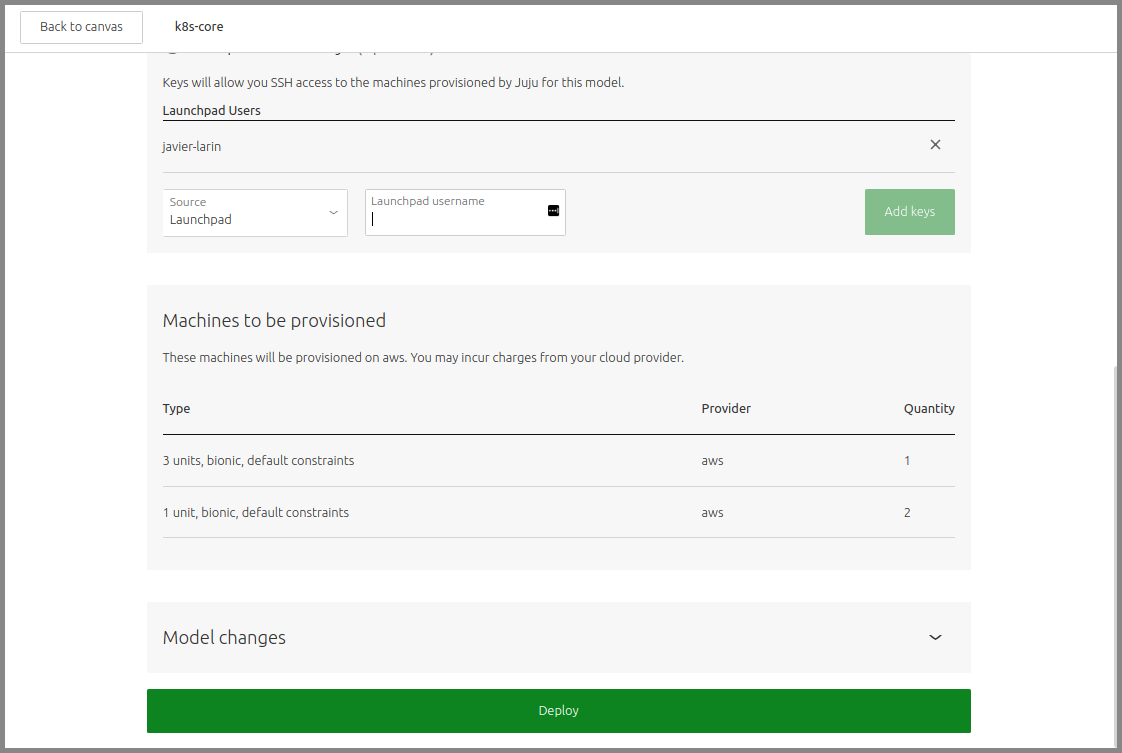 Back to canvas
k8s-core
Keys will allow you SSH access to the machines provisioned by Juju for this model.
Launchpad Users
javier-larin
Source
Launchpad
Launchpad username
Add keys
Machines to be provisioned
These machines will be provisioned on aws. You may incur charges from your cloud provider.
Type Provider Quantity
3 units, bionic, default constraints aws 1
1 unit, bionic, default constraints aws 2
Model changes
Deploy